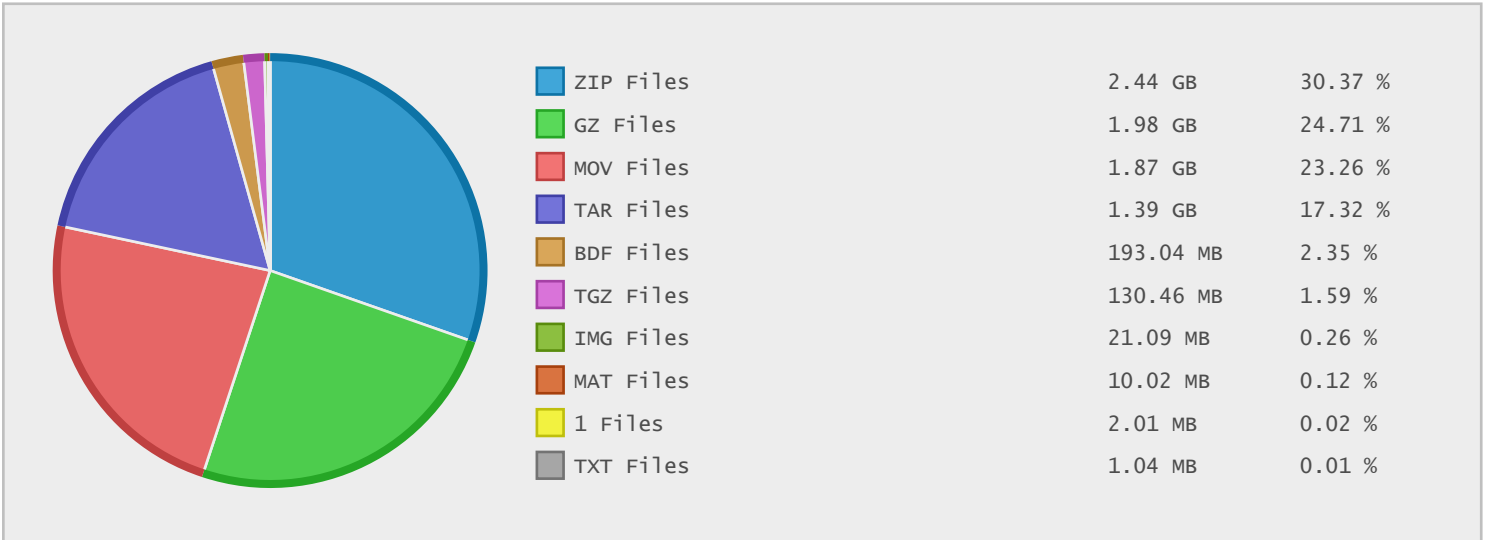 ZIP Files 2.44 GB 30.37 %
GZ Files 1.98 GB 24.71 %
MOV Files 1.87 GB 23.26 %
TAR Files 1.39 GB 17.32 %
BDF Files 193.04 MB 2.35 %
TGZ Files 130.46 MB 1.59 %
IMG Files 21.09 MB 0.26 %
MAT Files 10.02 MB 0.12 %
1 Files 2.01 MB 0.02 %
TXT Files 1.04 MB 0.01 %